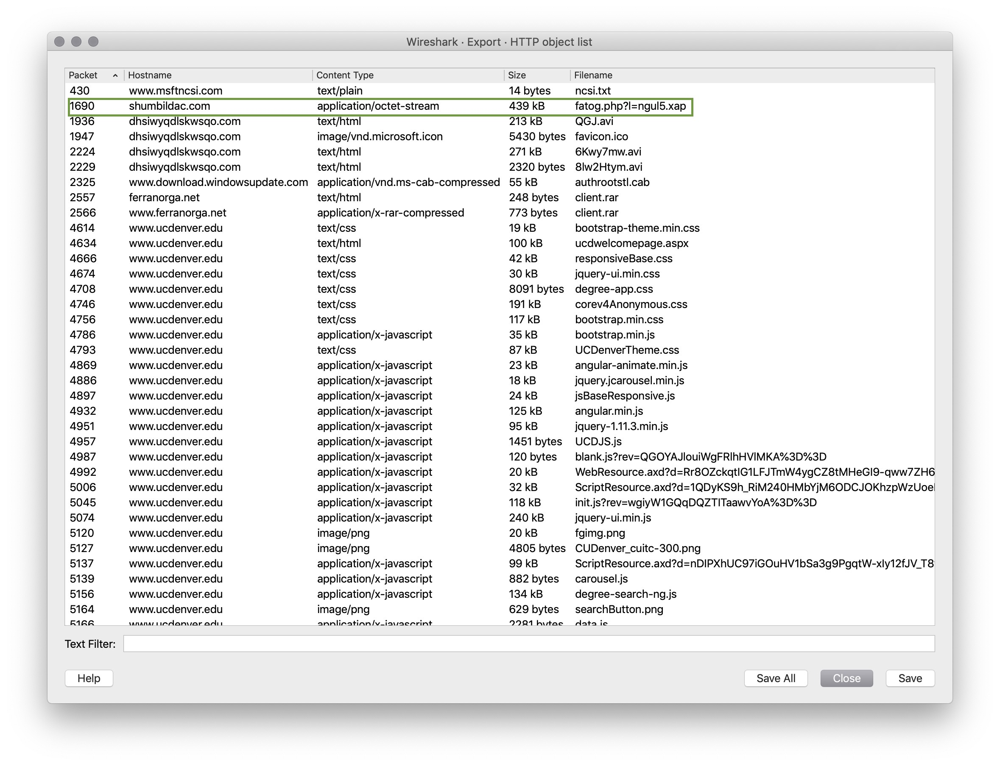 Wireshark · Export · HTTP object list
Packet Hostname Content Type Size Filename
430 www.msftncsi.com text/plain 14 bytes ncsi.txt
1690 shumbildac.com application/octet-stream 439 kB fatog.php?l=ngul5.xap
1936 dhsiwyqdlskwsqo.com text/html 213 kB QGJ.avi
1947 dhsiwyqdlskwsqo.com image/vnd.microsoft.icon 5430 bytes favicon.ico
2224 dhsiwyqdlskwsqo.com text/html 271 kB 6Kwy7mw.avi
2229 dhsiwyqdlskwsqo.com text/html 2320 bytes 8lw2Htym.avi
2325 www.download.windowsupdate.com application/vnd.ms-cab-compressed 55 kB authrootstl.cab
2557 ferranorga.net text/html 248 bytes client.rar
2566 www.ferranorga.net application/x-rar-compressed 773 bytes client.rar
4614 www.ucdenver.edu text/css 19 kB bootstrap-theme.min.css
4634 www.ucdenver.edu text/html 100 kB ucdwelcomepage.aspx
4666 www.ucdenver.edu text/css 42 kB responsiveBase.css
4674 www.ucdenver.edu text/css 30 kB jquery-ui.min.css
4708 www.ucdenver.edu text/css 8091 bytes degree-app.css
4746 www.ucdenver.edu text/css 191 kB corev4Anonymous.css
4756 www.ucdenver.edu text/css 117 kB bootstrap.min.css
4786 www.ucdenver.edu application/x-javascript 35 kB bootstrap.min.js
4793 www.ucdenver.edu text/css 87 kB UCDenverTheme.css
4869 www.ucdenver.edu application/x-javascript 23 kB angular-animate.min.js
4886 www.ucdenver.edu application/x-javascript 18 kB jquery.jcarousel.min.js
4897 www.ucdenver.edu application/x-javascript 24 kB jsBaseResponsive.js
4932 www.ucdenver.edu application/x-javascript 125 kB angular.min.js
4951 www.ucdenver.edu application/x-javascript 95 kB jquery-1.11.3.min.js
4957 www.ucdenver.edu application/x-javascript 1451 bytes UCDJS.js
4987 www.ucdenver.edu application/x-javascript 120 bytes blank.js?rev=QGOYAJlouiWgFRlhHVlMKA%3D%3D
4992 www.ucdenver.edu application/x-javascript 20 kB WebResource.axd?d=Rr8OZckqtIG1LFJTmW4ygCZ8tMHeGl9-qww7ZH6
5006 www.ucdenver.edu application/x-javascript 32 kB ScriptResource.axd?d=1QDyKS9h_RiM240HMbYjM6ODCJOKhzpWzUoel
5045 www.ucdenver.edu application/x-javascript 118 kB init.js?rev=wgiyW1GQqDQZTITaawvYoA%3D%3D
5074 www.ucdenver.edu application/x-javascript 240 kB jquery-ui.min.js
5120 www.ucdenver.edu image/png 20 kB fgimg.png
5127 www.ucdenver.edu image/png 4805 bytes CUDenver_cuitc-300.png
5137 www.ucdenver.edu application/x-javascript 99 kB ScriptResource.axd?d=nDIPXhUC97iGOuHV1bSa3g9PgqtW-xIy12fJV_T8
5139 www.ucdenver.edu application/x-javascript 882 bytes carousel.js
5156 www.ucdenver.edu application/x-javascript 134 kB degree-search-ng.js
5164 www.ucdenver.edu image/png 629 bytes searchButton.png
5166 www.ucdenver.edu application/x-javascript 2281 bytes data.js
Text Filter:
Help Save All Close Save